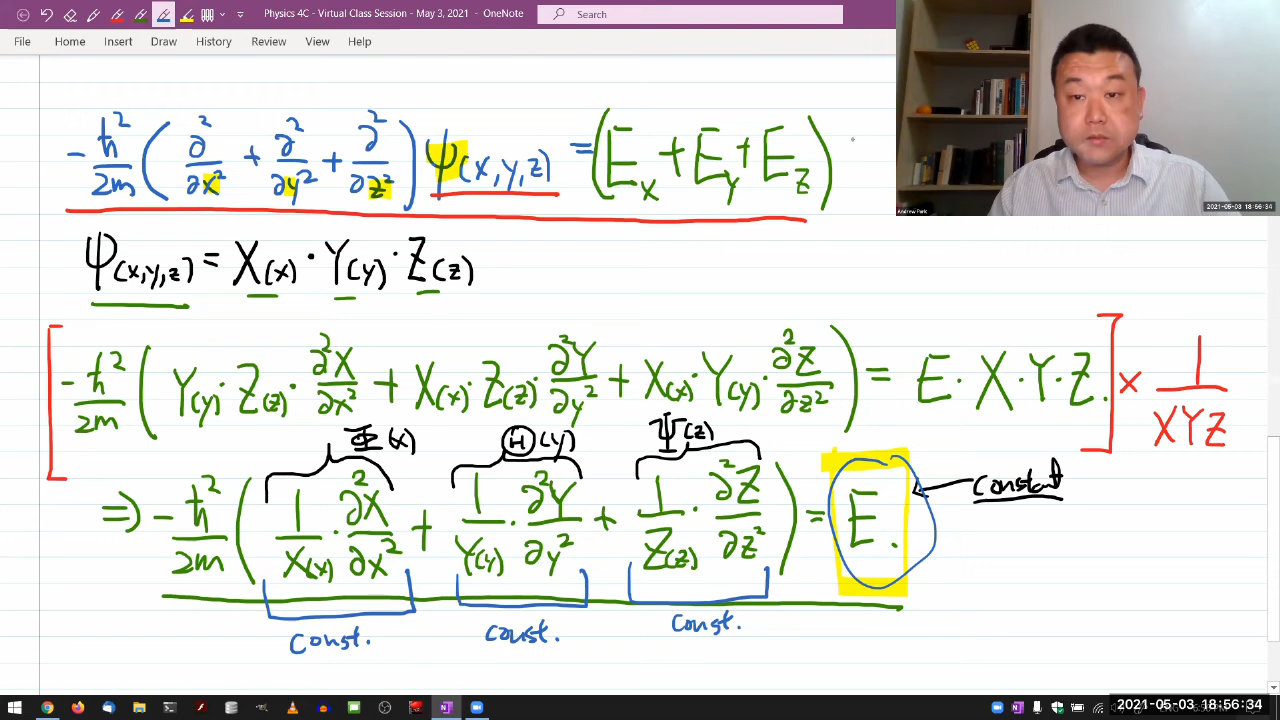 Physics 4C - Virtual Class Session - May 3, 2021 - OneNote
Search
File Home Insert Draw History Review View Help
-ħ²/2m (∂²/∂x² + ∂²/∂y² + ∂²/∂z²) ψ(x,y,z) = (Ex + Ey + Ez)
Andrew Park
2021-05-03 18:56:34
ψ(x,y,z) = X(x) · Y(y) · Z(z)
[-ħ²/2m (Y(y) · Z(z) · ∂²X/∂x² + X(x) · Z(z) · ∂²Y/∂y² + X(x) · Y(y) · ∂²Z/∂z²) = E · X · Y · Z.] × 1/XYZ
Φ(x) Θ(y) Ψ(z)
constant
⇒ -ħ²/2m (1/X(x) · ∂²X/∂x² + 1/Y(y) · ∂²Y/∂y² + 1/Z(z) · ∂²Z/∂z²) = E.
const. const. const.
2021-05-03 18:56:34